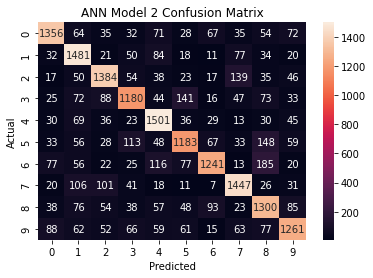 ANN Model 2 Confusion Matrix
0 1356 64 35 32 71 28 67 35 54 72
1 32 1481 21 50 84 18 11 77 34 20
2 17 50 1384 54 38 23 17 139 35 46
3 25 72 88 1180 44 141 16 47 73 33
4 30 69 36 23 1501 36 29 13 30 45
5 33 56 28 113 48 1183 67 33 148 59
6 77 56 22 25 116 77 1241 13 185 20
7 20 106 101 41 18 11 7 1447 26 31
8 38 76 54 38 57 48 93 23 1300 85
9 88 62 52 66 59 61 15 63 77 1261
0 1 2 3 4 5 6 7 8 9
Predicted
Actual
1400
1200
1000
800
600
400
200